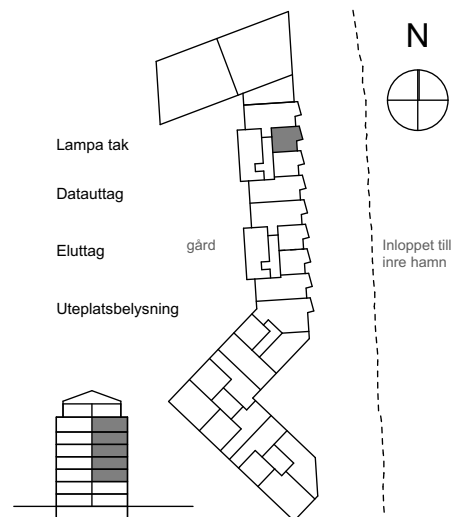 N
Lampa tak
Datauttag
Eluttag
gård
Inloppet till
inre hamn
Uteplatsbelysning